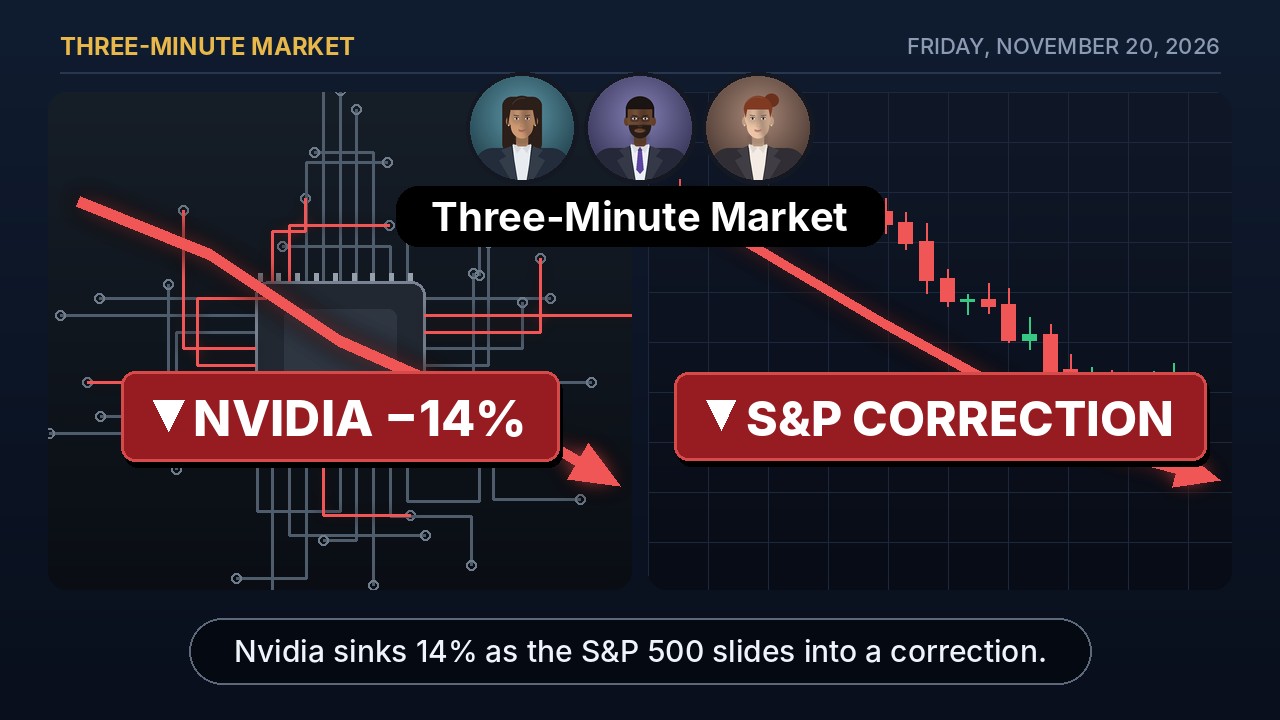 THREE-MINUTE MARKET
FRIDAY, NOVEMBER 20, 2026
Three-Minute Market
NVIDIA −14%
S&P CORRECTION
Nvidia sinks 14% as the S&P 500 slides into a correction.